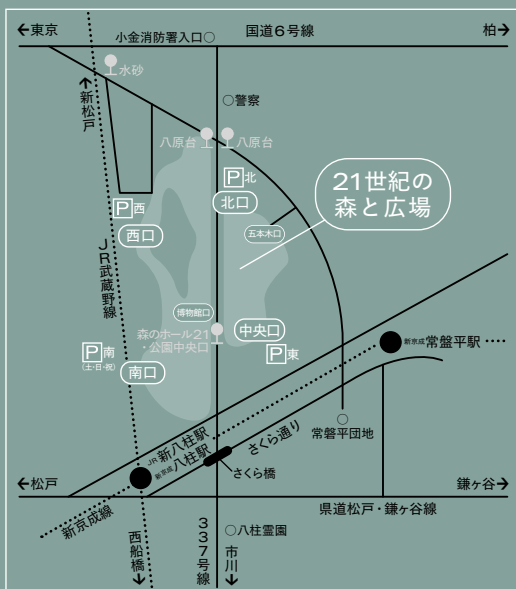 ←東京
小金消防署入口○
国道6号線
柏→
水砂
←新松戸
○警察
八原台
八原台
P北
北口
21世紀の
森と広場
P西
西口
五本木口
JR武蔵野線
博物館口
森のホール21
・公園中央口
中央口
P東
新京成 常盤平駅
P南
(土・日・祝)
南口
○
常磐平団地
JR 新八柱駅
新京成 八柱駅
さくら通り
さくら橋
←松戸
鎌ヶ谷→
新京成線
県道松戸・鎌ヶ谷線
西船橋→
337号線
○八柱霊園
市川→